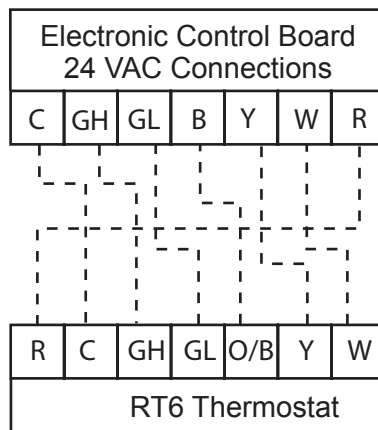 Electronic Control Board
24 VAC Connections
C GH GL B Y W R
R C GH GL O/B Y W
RT6 Thermostat